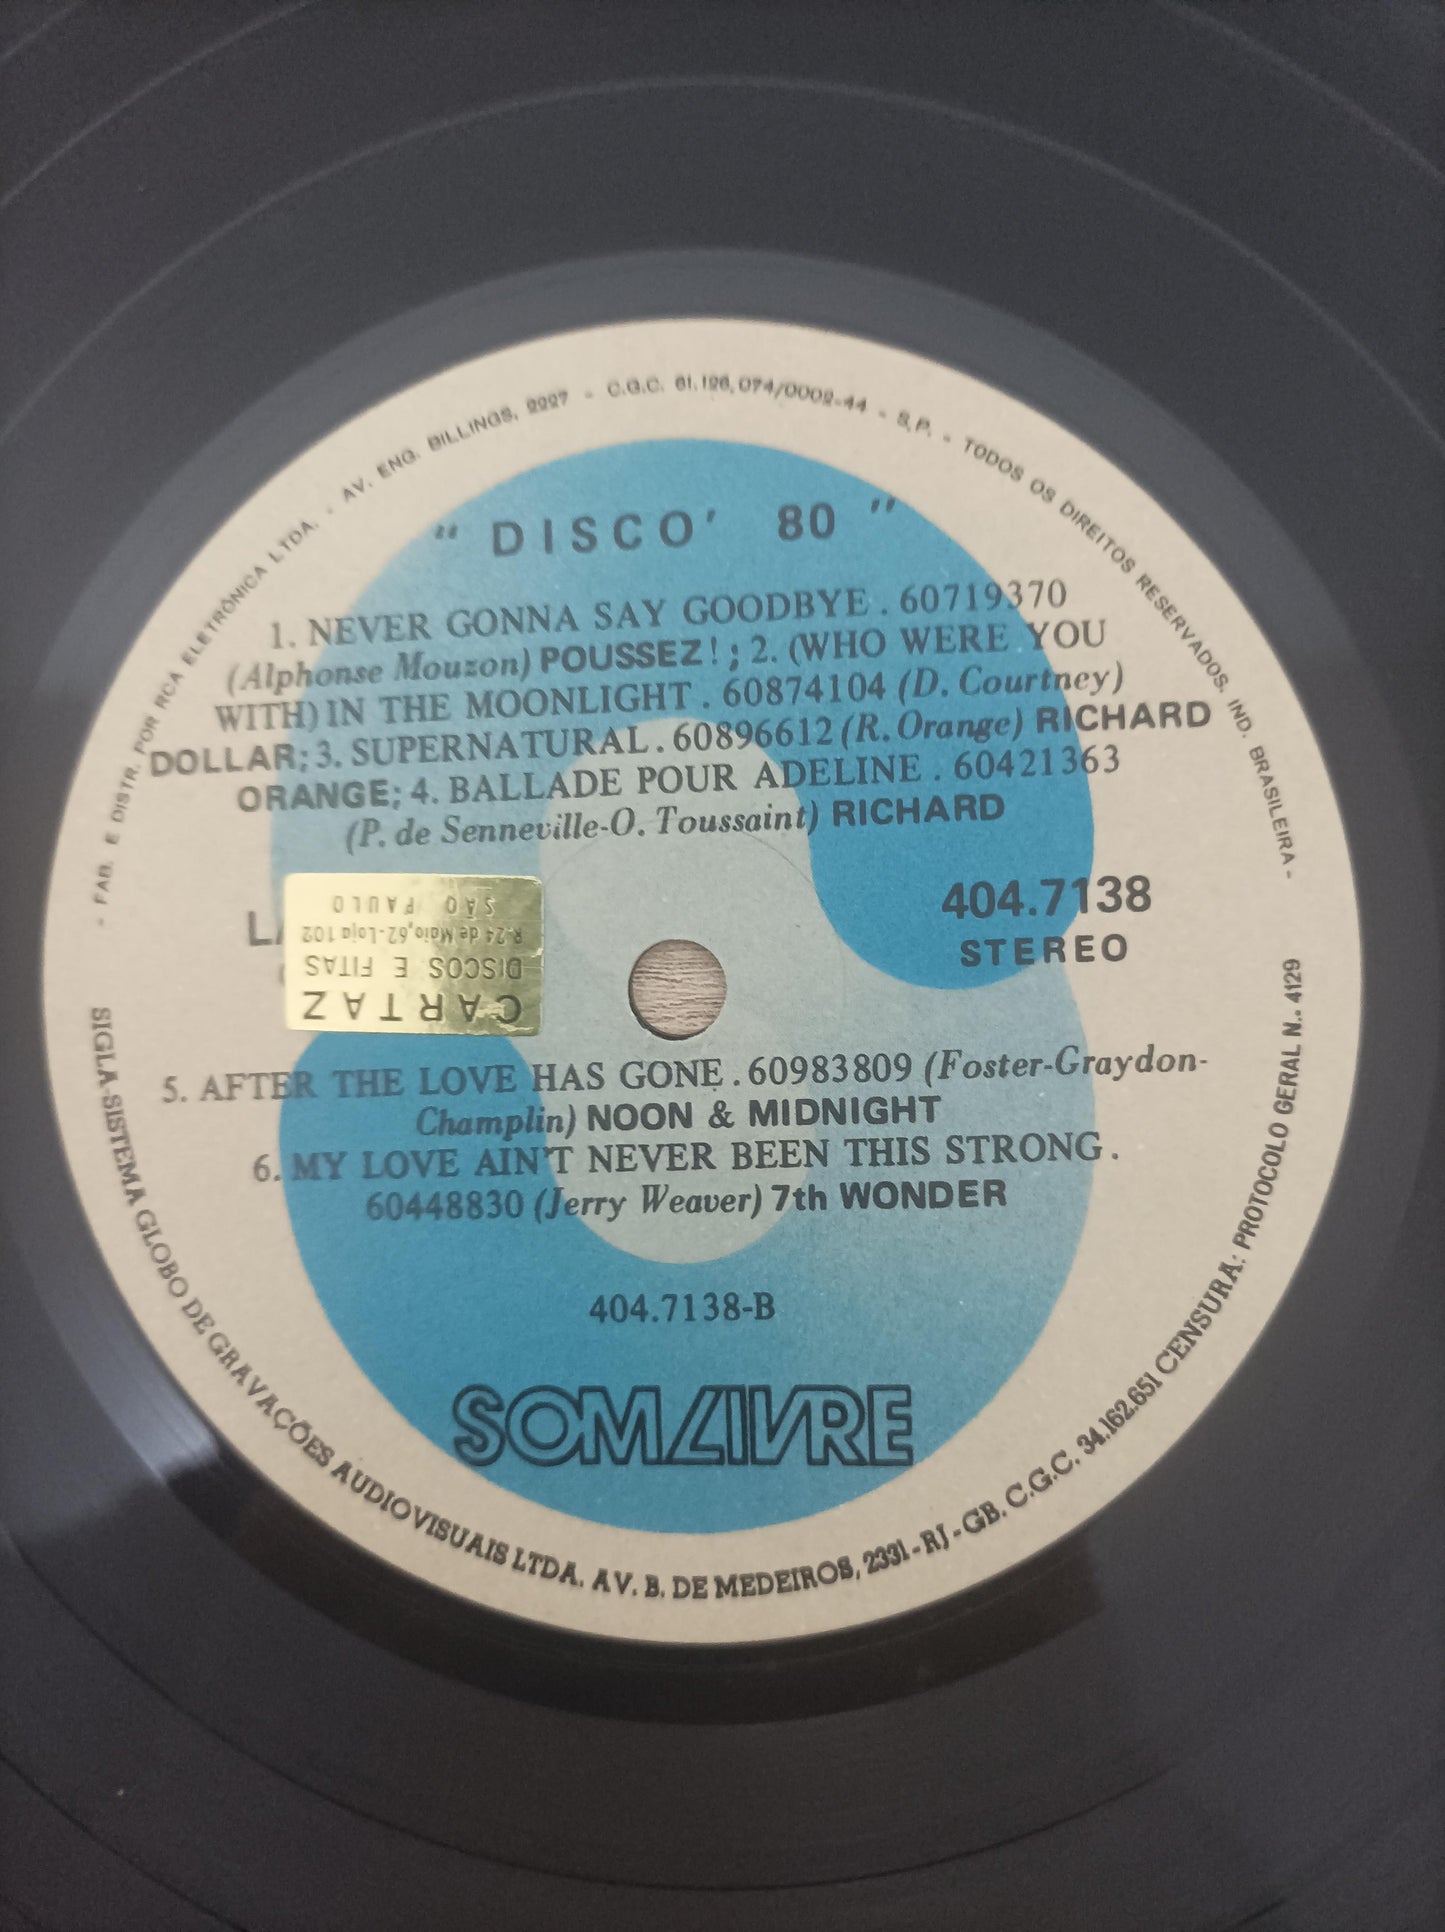 - FAB. E DISTR. POR RCA ELETRÔNICA LTDA. - AV. ENG. BILLINGS, 2227 - C.G.C. 61.126.074/0002-44 - S.P. - TODOS OS DIREITOS RESERVADOS. IND. BRASILEIRA -
" DISCO' 80 "
1. NEVER GONNA SAY GOODBYE . 60719370
(Alphonse Mouzon) POUSSEZ! ; 2. (WHO WERE YOU
WITH) IN THE MOONLIGHT . 60874104 (D. Courtney)
DOLLAR; 3. SUPERNATURAL . 60896612 (R. Orange) RICHARD
ORANGE; 4. BALLADE POUR ADELINE . 60421363
(P. de Senneville-O. Toussaint) RICHARD
404.7138
STEREO
CARTAZ
DISCOS E FITAS
R. 24 de Maio, 62-Loja 102
SÃO PAULO
5. AFTER THE LOVE HAS GONE . 60983809 (Foster-Graydon-
Champlin) NOON & MIDNIGHT
6. MY LOVE AIN'T NEVER BEEN THIS STRONG .
60448830 (Jerry Weaver) 7th WONDER
404.7138-B
SOM LIVRE
SIGLA-SISTEMA GLOBO DE GRAVAÇÕES AUDIOVISUAIS LTDA. AV. B. DE MEDEIROS, 2331 - RJ - GB. C.G.C. 34.162.651 CENSURA: PROTOCOLO GERAL N.. 4129